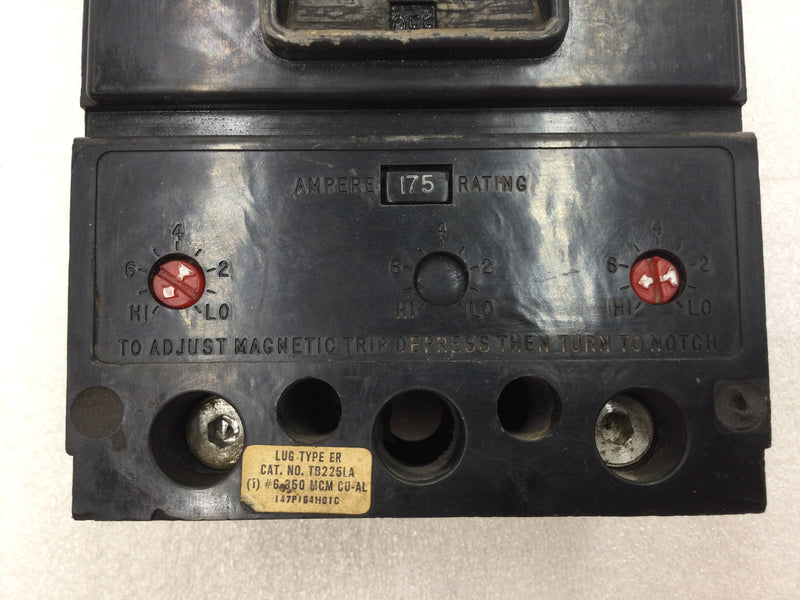 AMPERE 175 RATING
4 4 4
6 2 6 2 6 2
HI LO HI LO HI LO
TO ADJUST MAGNETIC TRIP DEPRESS THEN TURN TO NOTCH
LUG TYPE ER
CAT. NO. TB225LA
(1) #6-350 MCM CU-AL
147P164H01C